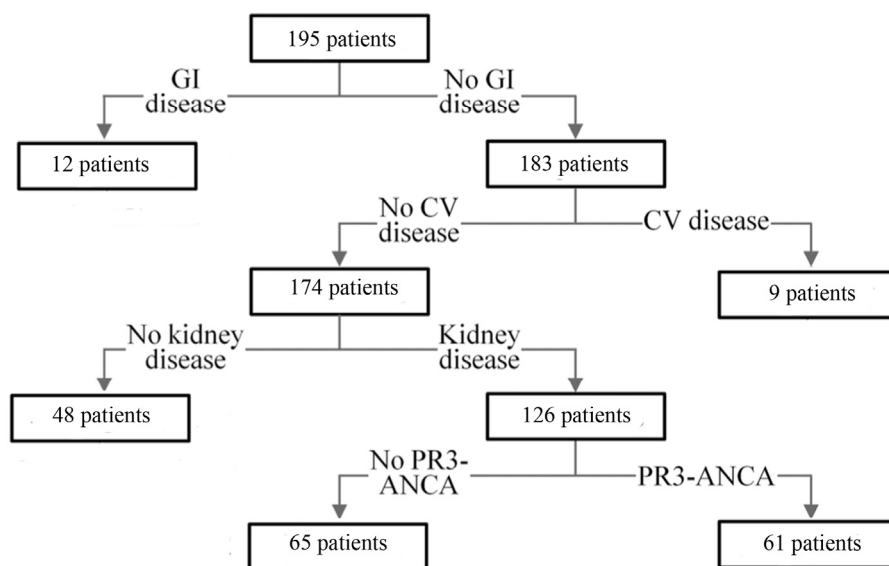 195 patients
GI
disease
No GI
disease
12 patients
183 patients
No CV
disease
CV disease
174 patients
9 patients
No kidney
disease
Kidney
disease
48 patients
126 patients
No PR3-
ANCA
PR3-ANCA
65 patients
61 patients